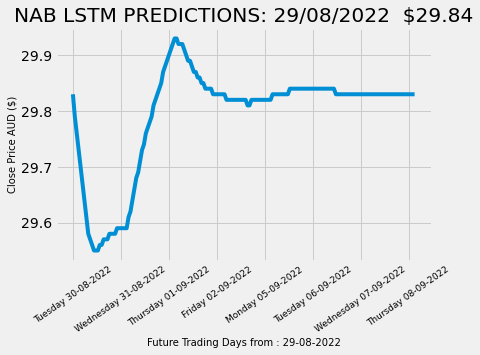 NAB LSTM PREDICTIONS: 29/08/2022  $29.84
29.9
29.8
29.7
29.6
Close Price AUD ($)
Tuesday 30-08-2022
Wednesday 31-08-2022
Thursday 01-09-2022
Friday 02-09-2022
Monday 05-09-2022
Tuesday 06-09-2022
Wednesday 07-09-2022
Thursday 08-09-2022
Future Trading Days from : 29-08-2022